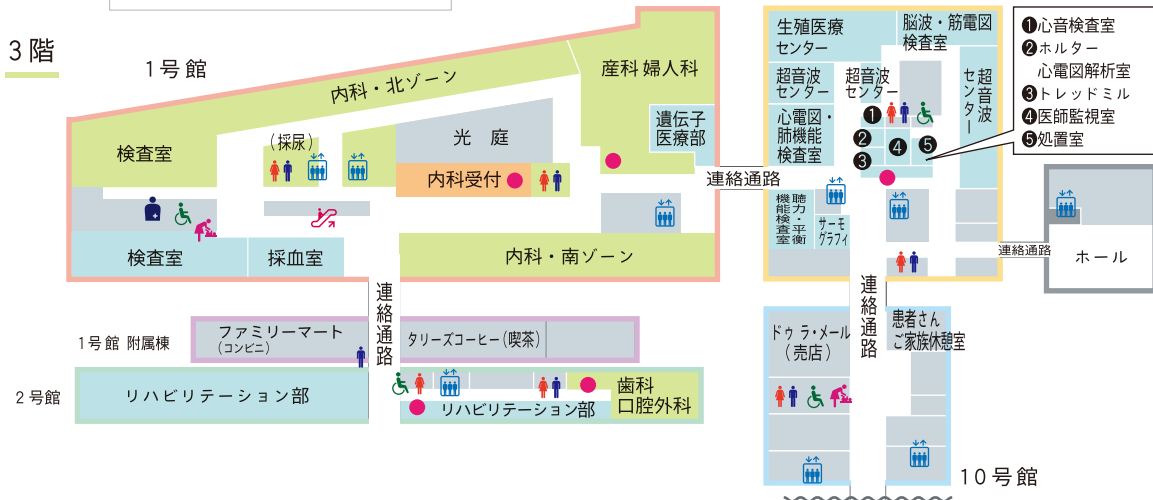 3階
1号館
内科・北ゾーン
産科 婦人科
遺伝子
医療部
(採尿)
検査室
光 庭
内科受付
連絡通路
検査室
採血室
内科・南ゾーン
連絡通路
1号館 附属棟
ファミリーマート
(コンビニ)
タリーズコーヒー(喫茶)
2号館
リハビリテーション部
リハビリテーション部
歯科
口腔外科
生殖医療
センター
脳波・筋電図
検査室
超音波
センター
超音波
センター
超音波
センター
心電図・
肺機能
検査室
1
2
3
4
5
聴力・平衡
機能検査室
サーモ
グラフィ
1心音検査室
2ホルター
心電図解析室
3トレッドミル
4医師監視室
5処置室
連絡通路
ホール
連絡通路
ドゥ ラ・メール
(売店)
患者さん
ご家族休憩室
10号館